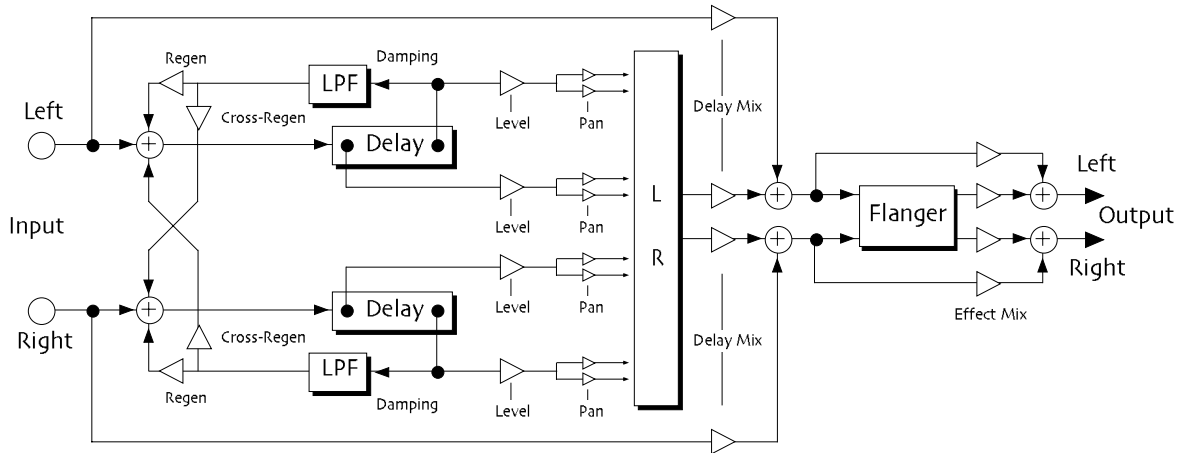 Regen
Damping
LPF
Left
Cross-Regen
Level
Pan
Delay Mix
Delay
Left
L
Level
Pan
Flanger
Output
Input
R
Right
Delay
Level
Pan
Effect Mix
Right
Cross-Regen
Delay Mix
LPF
Regen
Damping
Level
Pan